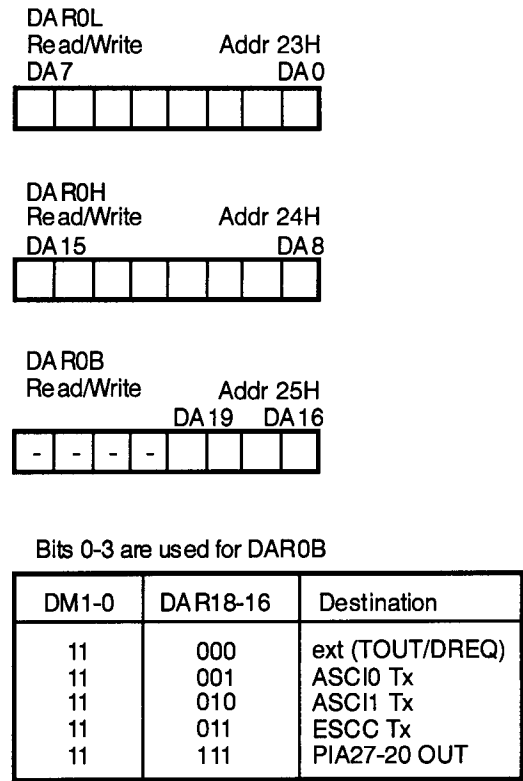 DAR0L
Read/Write Addr 23H
DA7 DA0
DAR0H
Read/Write Addr 24H
DA15 DA8
DAR0B
Read/Write Addr 25H
DA19 DA16
- - - -
Bits 0-3 are used for DAR0B
DM1-0 DAR18-16 Destination
11 000 ext (TOUT/DREQ)
11 001 ASCI0 Tx
11 010 ASCI1 Tx
11 011 ESCC Tx
11 111 PIA27-20 OUT